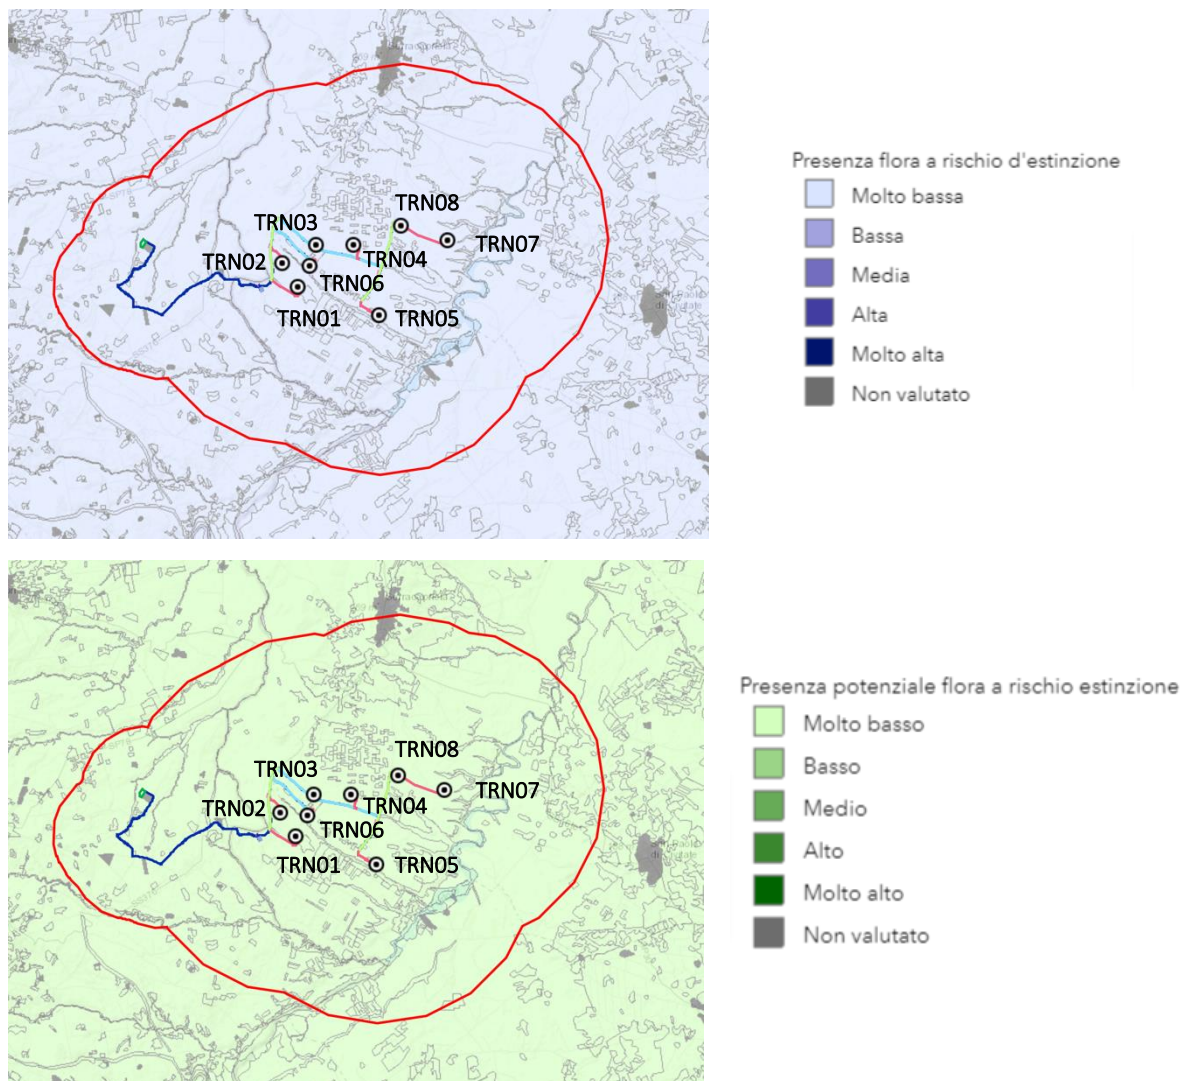 TRN08
TRN03
TRN07
TRN02
TRN04
TRN06
TRN01
TRN05
Presenza flora a rischio d'estinzione
Molto bassa
Bassa
Media
Alta
Molto alta
Non valutato
TRN08
TRN03
TRN07
TRN02
TRN04
TRN06
TRN01
TRN05
Presenza potenziale flora a rischio estinzione
Molto basso
Basso
Medio
Alto
Molto alto
Non valutato